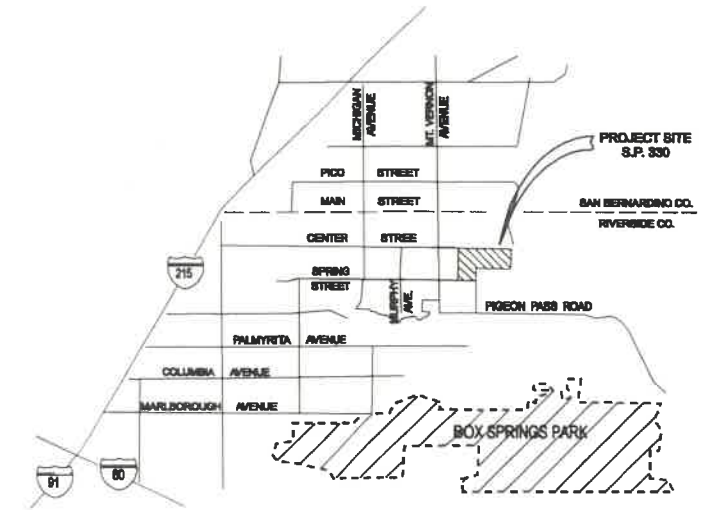 MICHIGAN
AVENUE
MT. VERNON
AVENUE
PROJECT SITE
S.P. 330
PICO STREET
MAIN STREET
SAN BERNARDINO CO.
RIVERSIDE CO.
CENTER STREE
215
SPRING
STREET
MURPHY
AVE.
PIGEON PASS ROAD
PALMYRITA AVENUE
COLUMBIA AVENUE
MARLBOROUGH AVENUE
BOX SPRINGS PARK
91
60